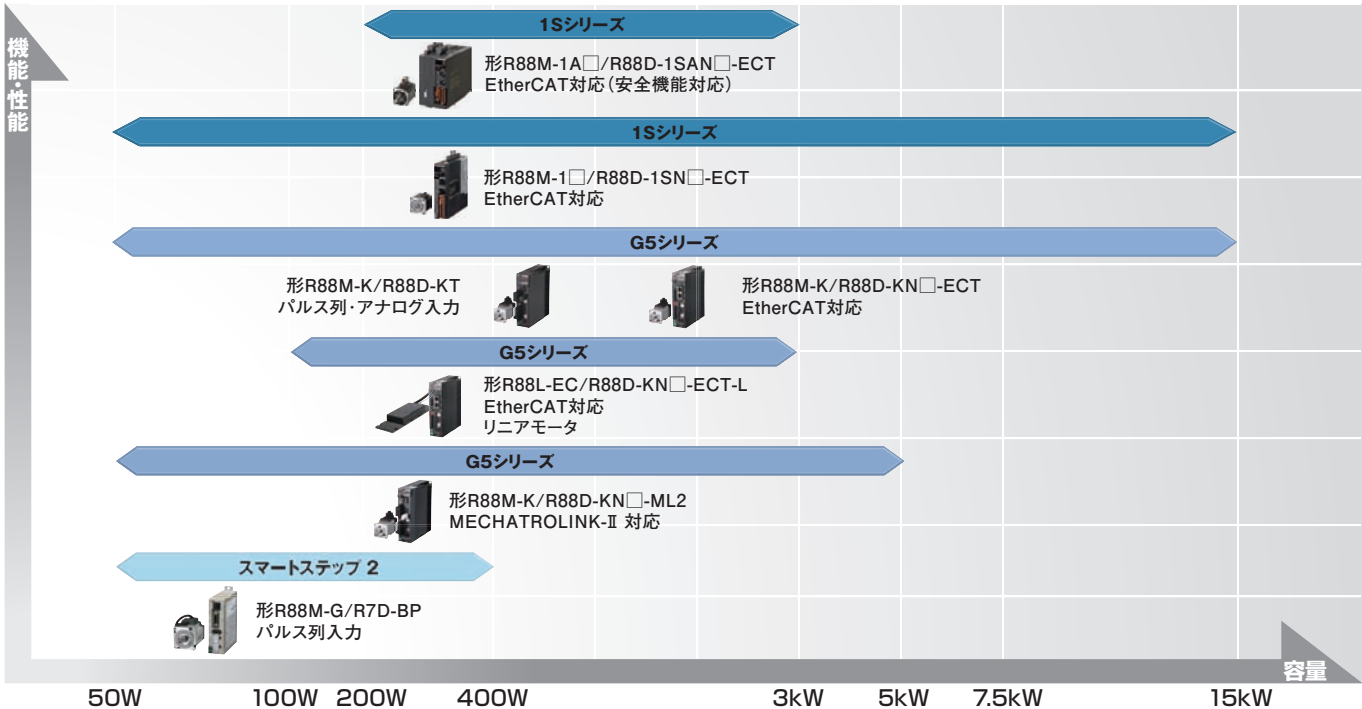 機能・性能
1Sシリーズ
形R88M-1A□/R88D-1SAN□-ECT
EtherCAT対応（安全機能対応）
1Sシリーズ
形R88M-1□/R88D-1SN□-ECT
EtherCAT対応
G5シリーズ
形R88M-K/R88D-KT
パルス列・アナログ入力
形R88M-K/R88D-KN□-ECT
EtherCAT対応
G5シリーズ
形R88L-EC/R88D-KN□-ECT-L
EtherCAT対応
リニアモータ
G5シリーズ
形R88M-K/R88D-KN□-ML2
MECHATROLINK-Ⅱ 対応
スマートステップ 2
形R88M-G/R7D-BP
パルス列入力
容量
50W 100W 200W 400W 3kW 5kW 7.5kW 15kW